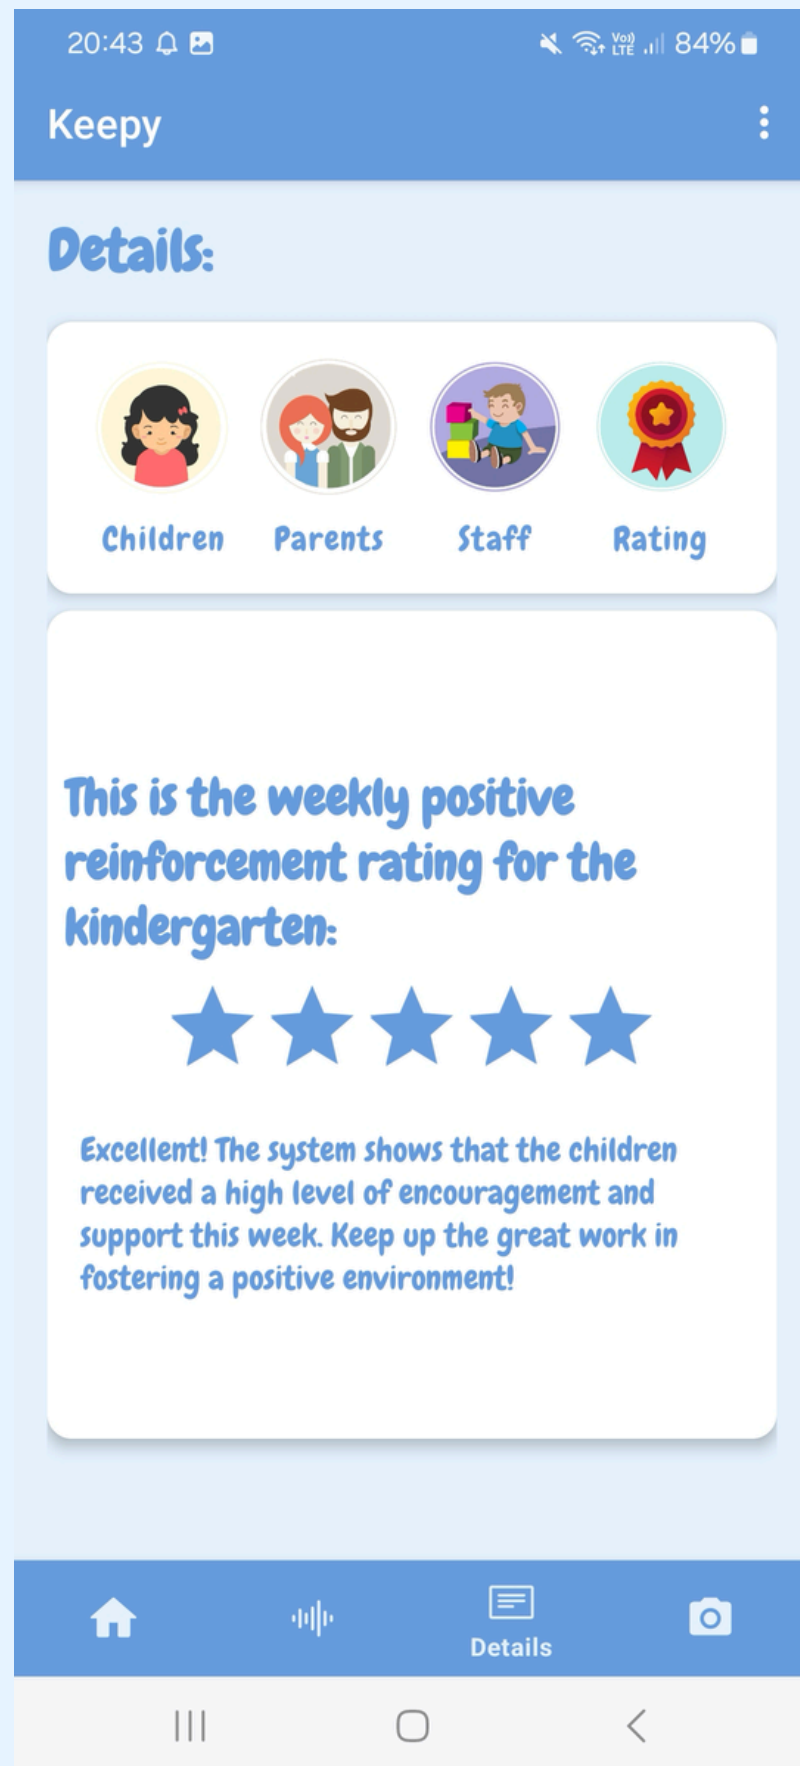 20:43
Vo)) LTE 84%
Keepy
Details:
Children Parents Staff Rating
This is the weekly positive
reinforcement rating for the
kindergarten:
Excellent! The system shows that the children
received a high level of encouragement and
support this week. Keep up the great work in
fostering a positive environment!
Details